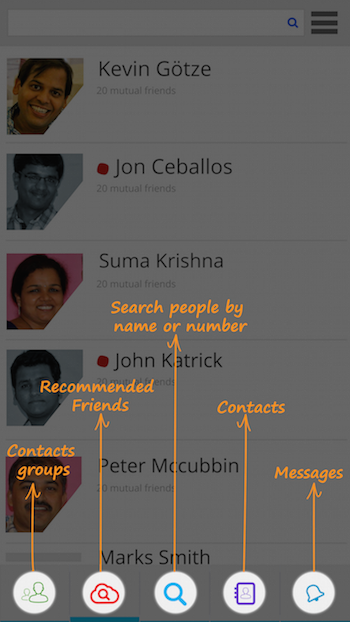 Kevin Götze
20 mutual friends
Jon Ceballos
20 mutual friends
Suma Krishna
20 mutual friends
Search people by
name or number
John Katrick
20 mutual friends
Recommended
Friends
Contacts
Contacts
groups
Peter Mccubbin
20 mutual friends
Messages
Marks Smith